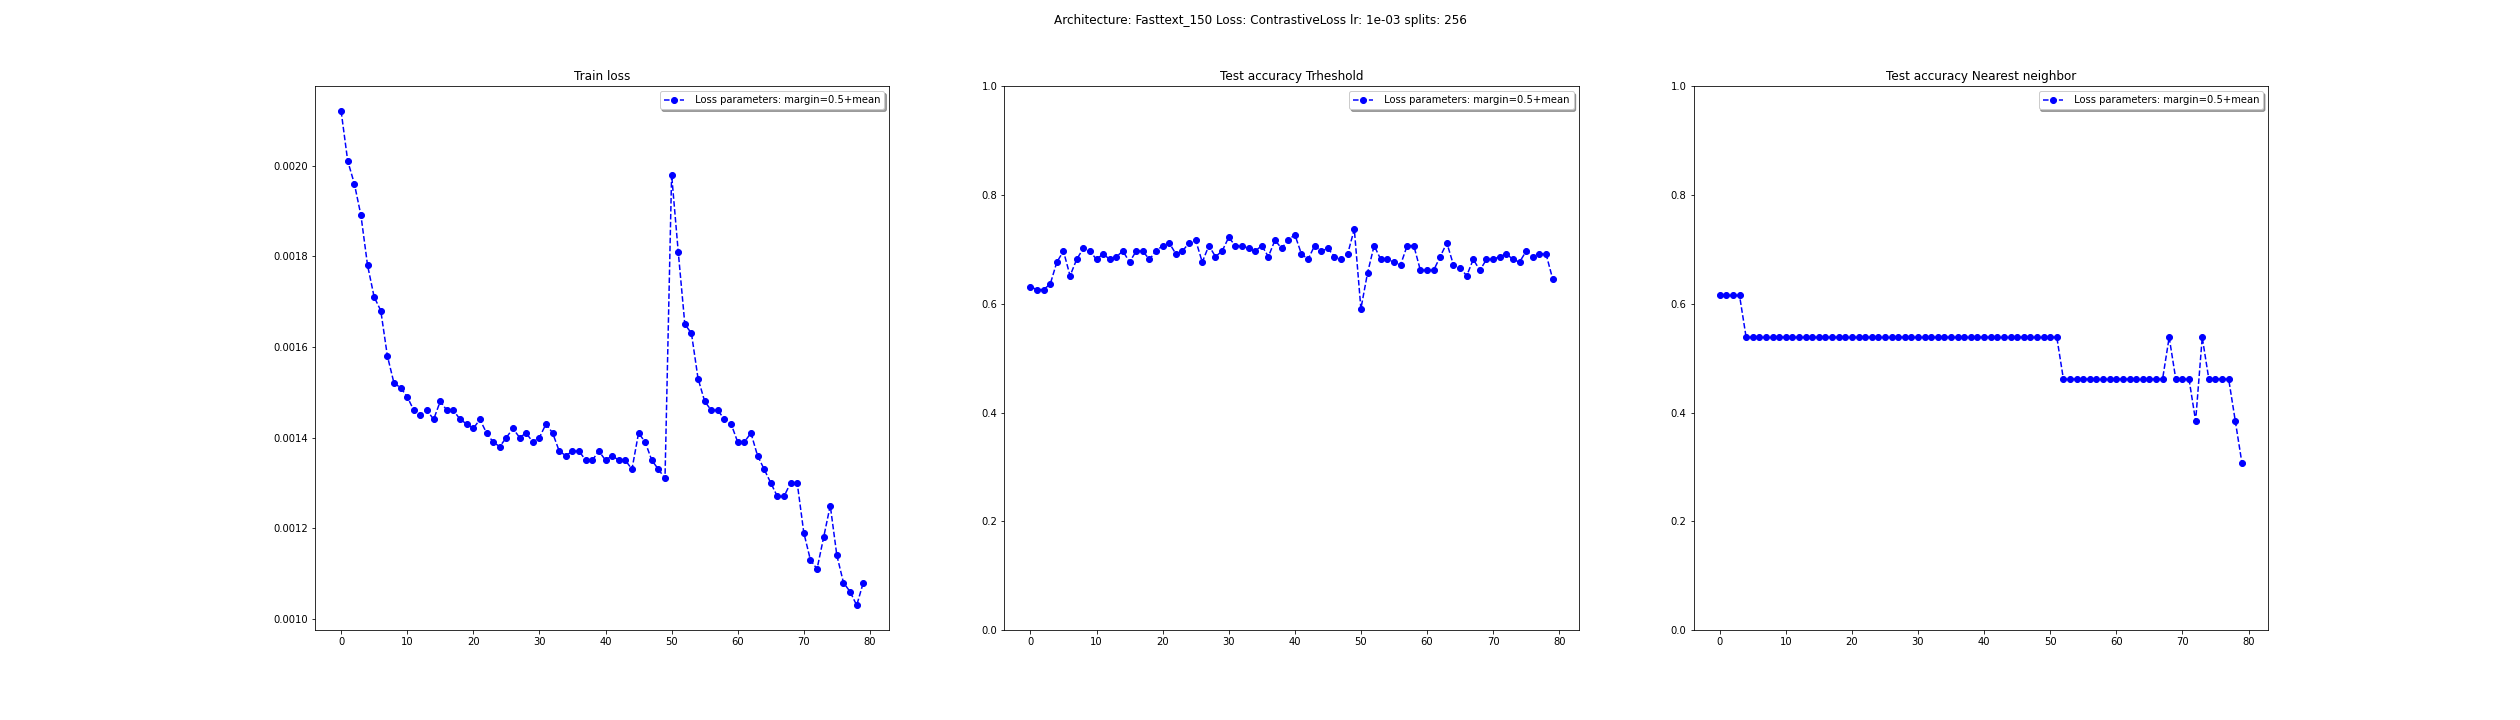 Architecture: Fasttext_150 Loss: ContrastiveLoss lr: 1e-03 splits: 256
Train loss
Loss parameters: margin=0.5+mean
0.0020
0.0018
0.0016
0.0014
0.0012
0.0010
0 10 20 30 40 50 60 70 80
Test accuracy Trheshold
Loss parameters: margin=0.5+mean
1.0
0.8
0.6
0.4
0.2
0.0
0 10 20 30 40 50 60 70 80
Test accuracy Nearest neighbor
Loss parameters: margin=0.5+mean
1.0
0.8
0.6
0.4
0.2
0.0
0 10 20 30 40 50 60 70 80